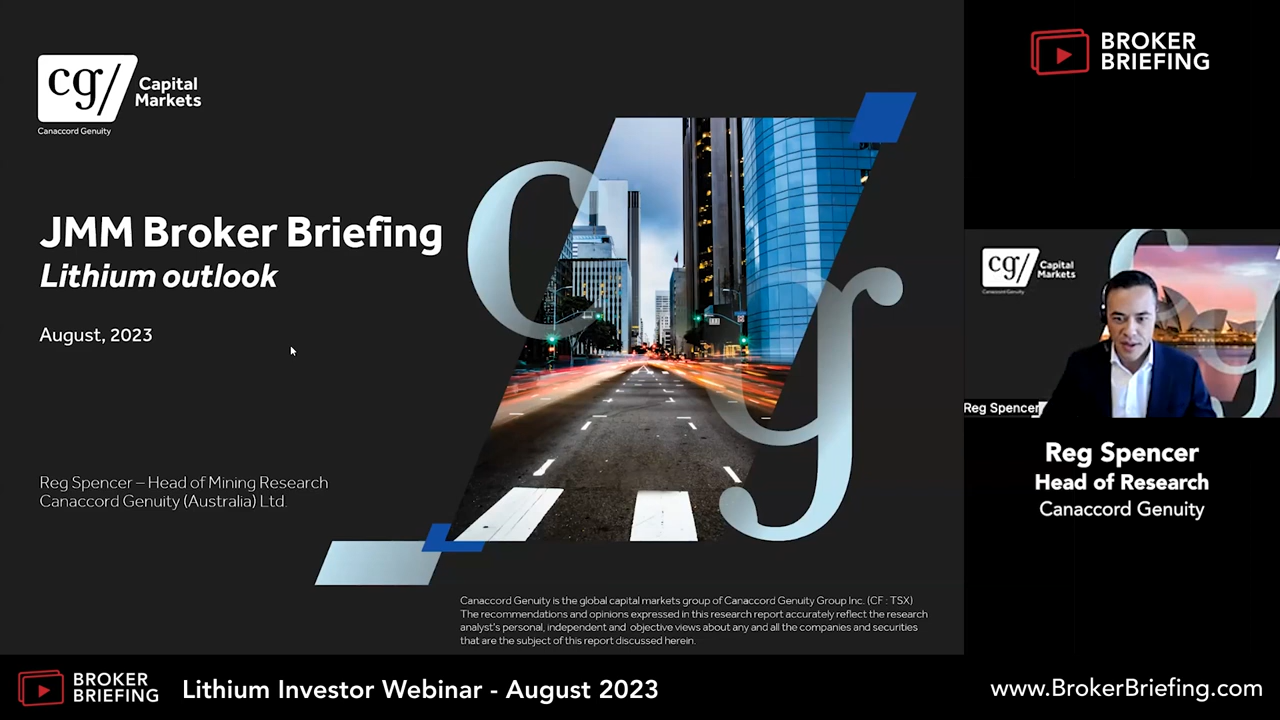 cg/ Capital
Markets
Canaccord Genuity
JMM Broker Briefing
Lithium outlook
August, 2023
Reg Spencer – Head of Mining Research
Canaccord Genuity (Australia) Ltd.
Canaccord Genuity is the global capital markets group of Canaccord Genuity Group Inc. (CF : TSX)
The recommendations and opinions expressed in this research report accurately reflect the research
analyst's personal, independent and objective views about any and all the companies and securities
that are the subject of this report discussed herein.
BROKER
BRIEFING
cg/ Capital
Markets
Canaccord Genuity
Reg Spencer
Reg Spencer
Head of Research
Canaccord Genuity
BROKER
BRIEFING
Lithium Investor Webinar - August 2023
www.BrokerBriefing.com